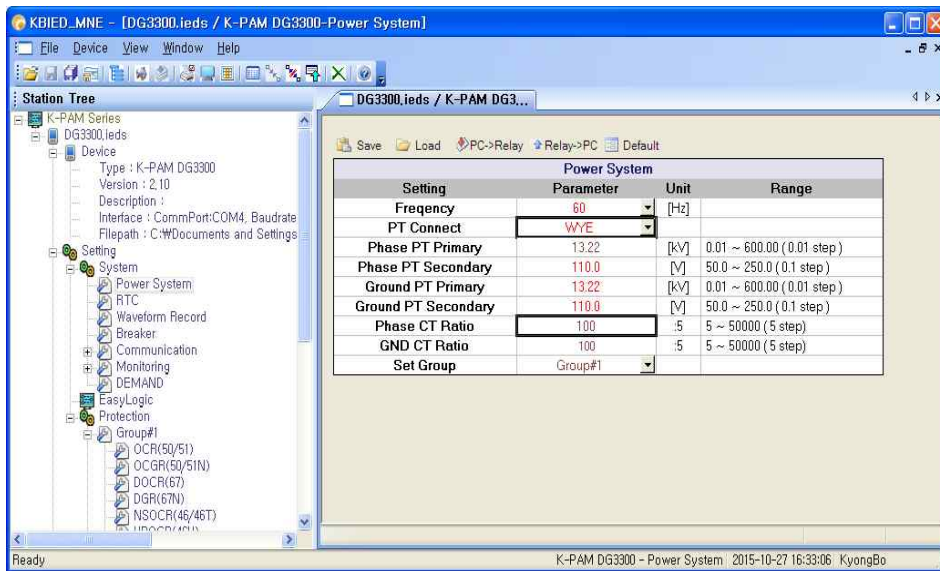 KBIED_MNE - [DG3300.ieds / K-PAM DG3300-Power System]
File Device View Window Help
Station Tree
DG3300.ieds / K-PAM DG3...
K-PAM Series
DG3300.ieds
Device
Type : K-PAM DG3300
Version : 2.10
Description :
Interface : CommPort:COM4, Baudrate
Filepath : C:₩Documents and Settings
Setting
System
Power System
RTC
Waveform Record
Breaker
Communication
Monitoring
DEMAND
EasyLogic
Protection
Group#1
OCR(50/51)
OCGR(50/51N)
DOCR(67)
DGR(67N)
NSOCR(46/46T)
Save Load PC->Relay Relay->PC Default
Power System
Setting Parameter Unit Range
Freqency 60 [Hz]
PT Connect WYE
Phase PT Primary 13.22 [kV] 0.01 ~ 600.00 ( 0.01 step )
Phase PT Secondary 110.0 [V] 50.0 ~ 250.0 ( 0.1 step )
Ground PT Primary 13.22 [kV] 0.01 ~ 600.00 ( 0.01 step )
Ground PT Secondary 110.0 [V] 50.0 ~ 250.0 ( 0.1 step )
Phase CT Ratio 100 :5 5 ~ 50000 ( 5 step)
GND CT Ratio 100 :5 5 ~ 50000 ( 5 step)
Set Group Group#1
Ready K-PAM DG3300 - Power System 2015-10-27 16:33:06 KyongBo